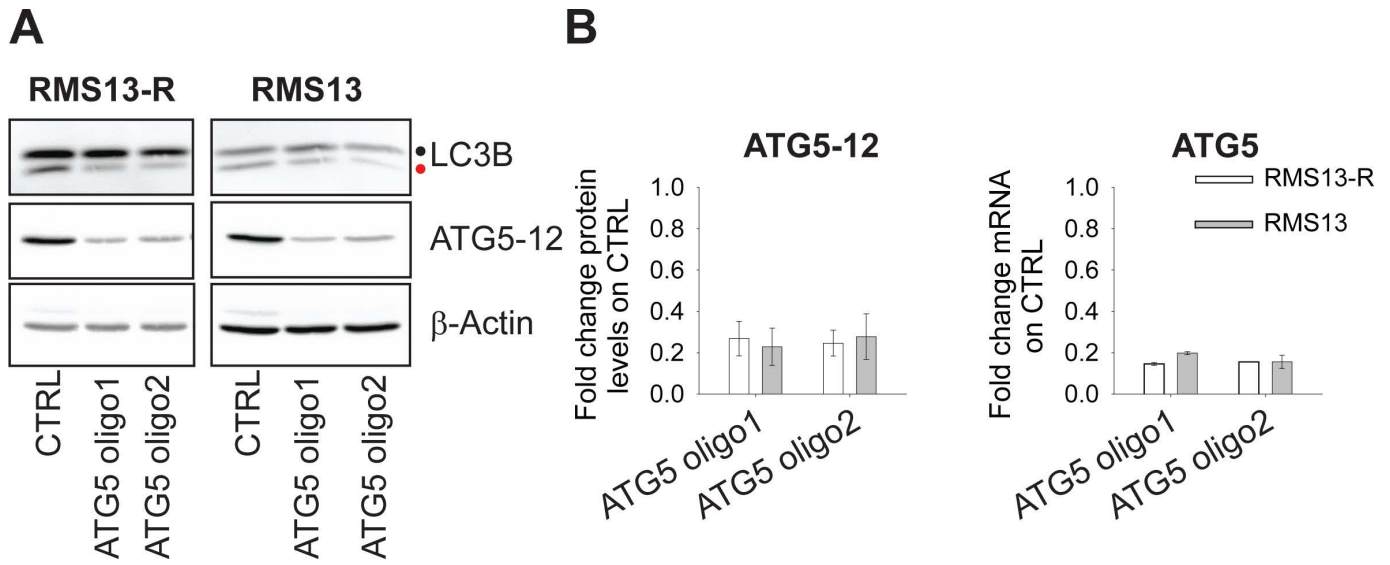 A
B
RMS13-R
RMS13
LC3B
ATG5-12
β-Actin
CTRL
ATG5 oligo1
ATG5 oligo2
CTRL
ATG5 oligo1
ATG5 oligo2
ATG5-12
Fold change protein
levels on CTRL
1.0
0.8
0.6
0.4
0.2
0.0
ATG5 oligo1
ATG5 oligo2
ATG5
RMS13-R
RMS13
Fold change mRNA
on CTRL
1.0
0.8
0.6
0.4
0.2
0.0
ATG5 oligo1
ATG5 oligo2